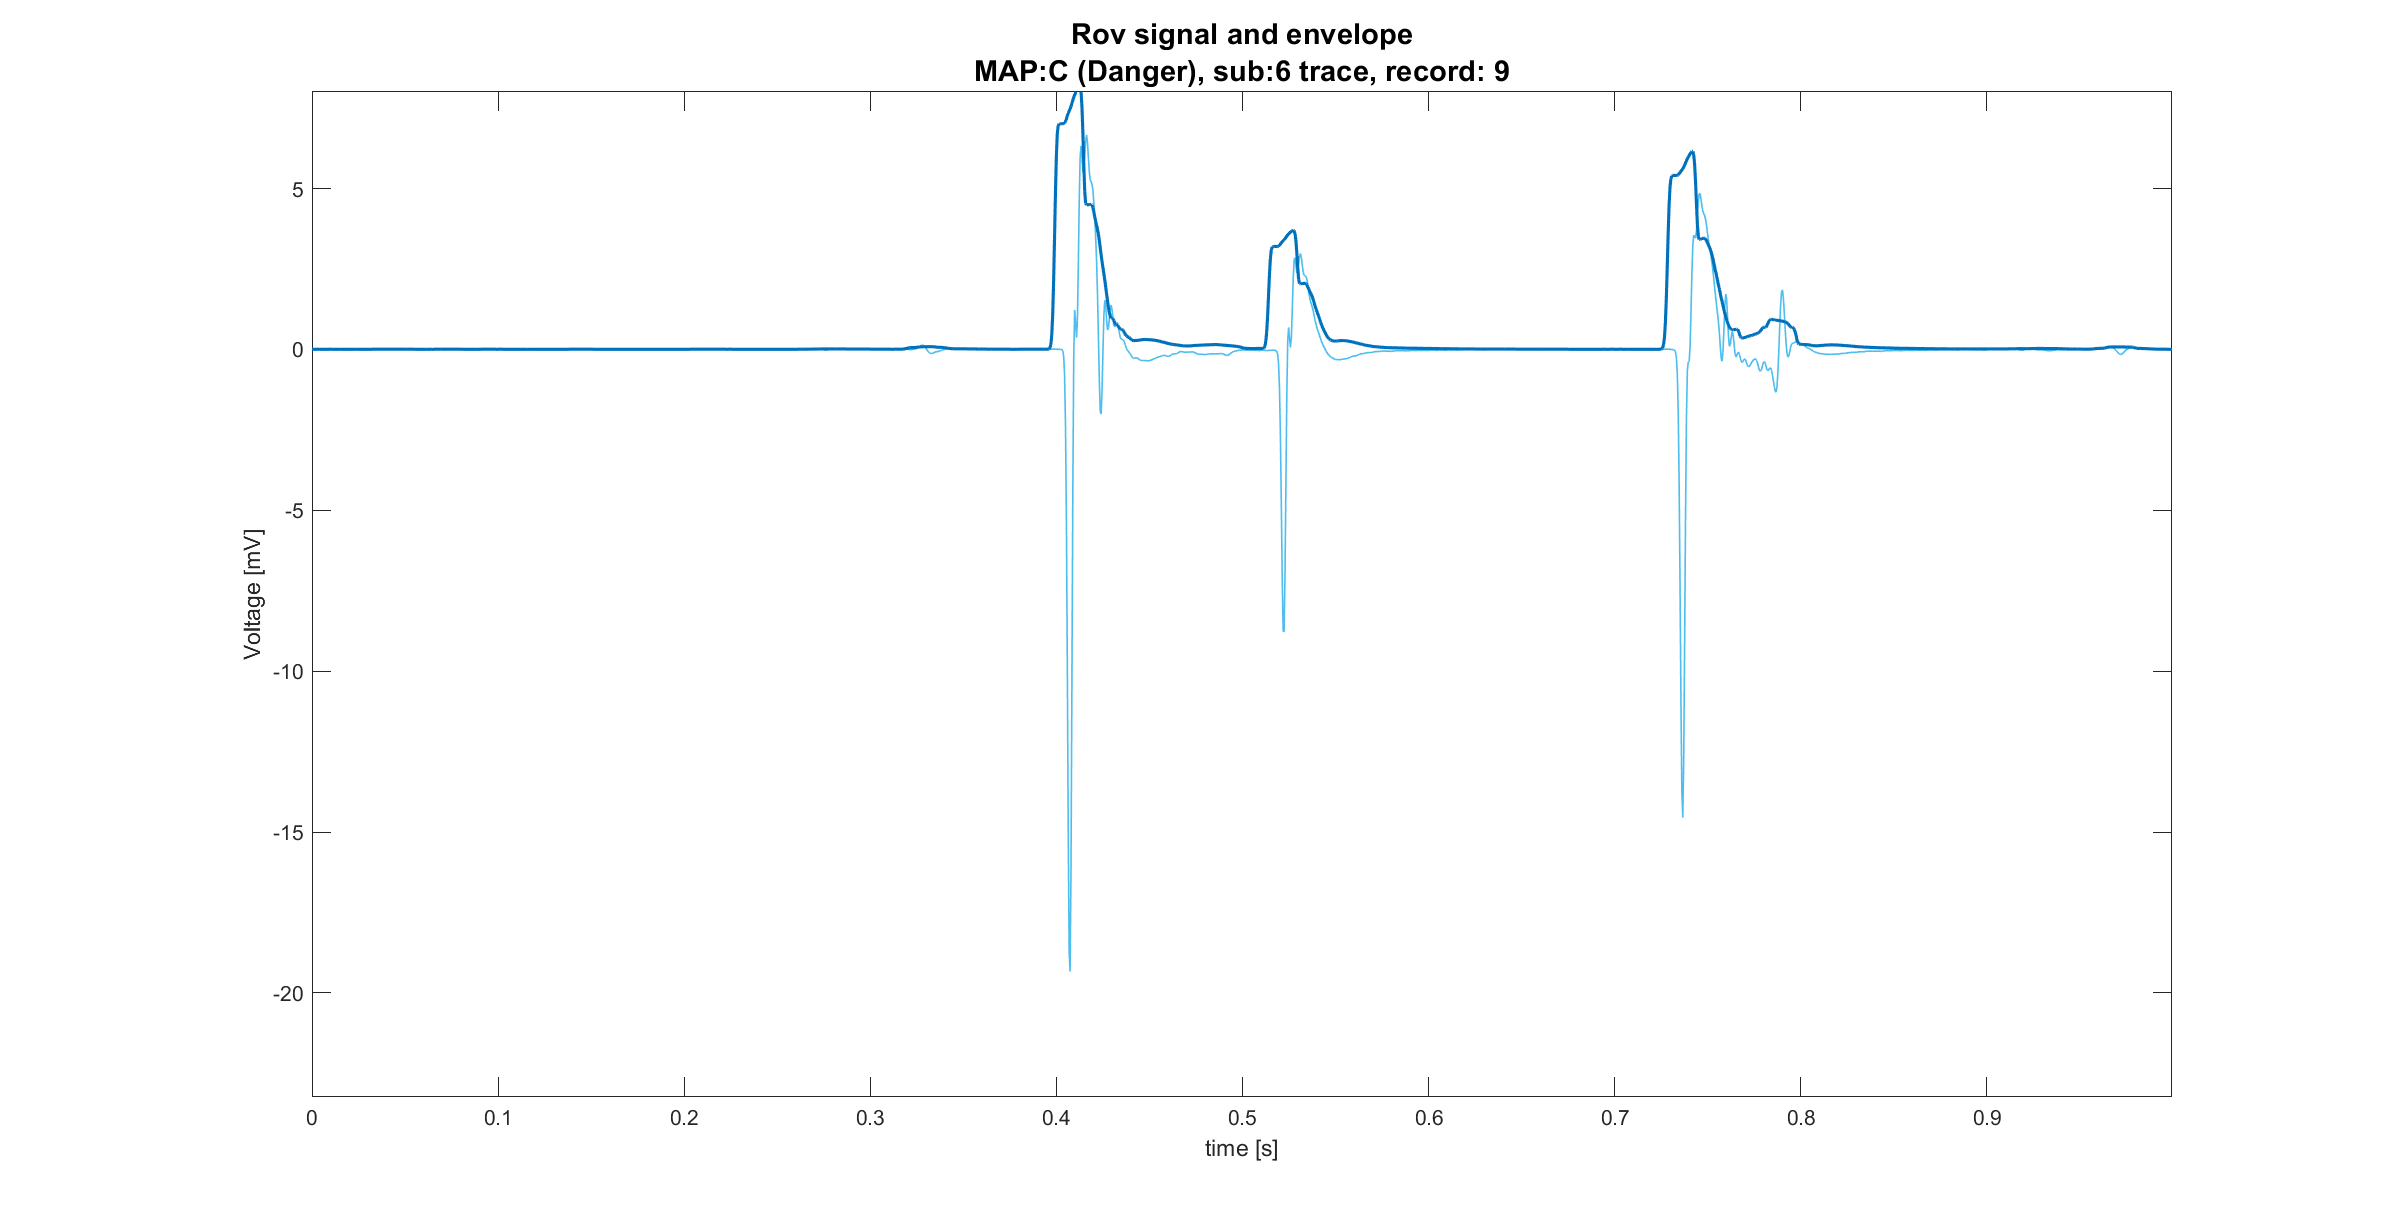 Rov signal and envelope
MAP:C (Danger), sub:6 trace, record: 9
5
0
-5
-10
-15
-20
Voltage [mV]
0 0.1 0.2 0.3 0.4 0.5 0.6 0.7 0.8 0.9
time [s]